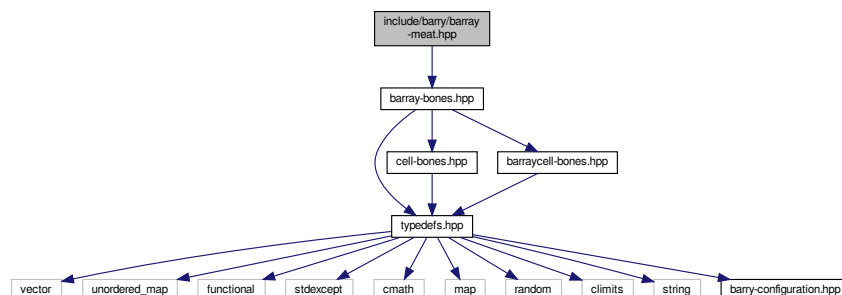 include/barry/barray
-meat.hpp
barray-bones.hpp
cell-bones.hpp
barraycell-bones.hpp
typedefs.hpp
vector
unordered_map
functional
stdexcept
cmath
map
random
climits
string
barry-configuration.hpp